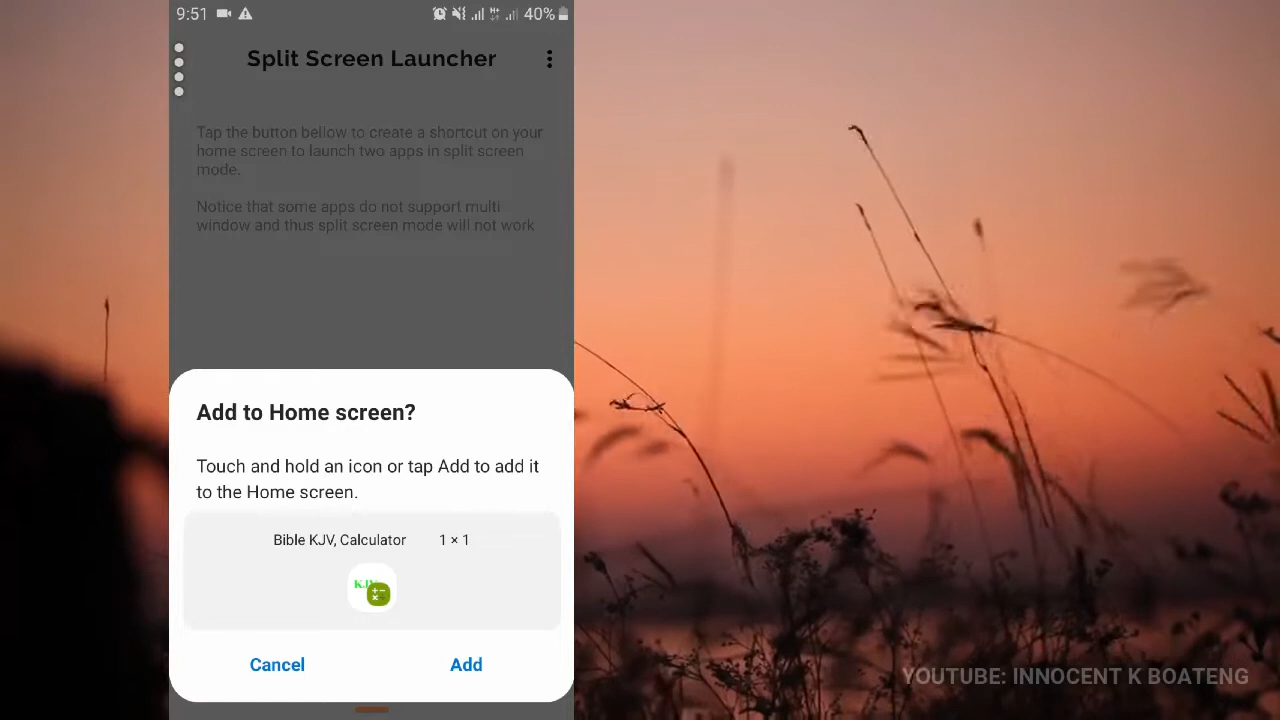 9:51
40%
Split Screen Launcher
Tap the button bellow to create a shortcut on your
home screen to launch two apps in split screen
mode.
Notice that some apps do not support multi
window and thus split screen mode will not work
Add to Home screen?
Touch and hold an icon or tap Add to add it
to the Home screen.
Bible KJV, Calculator 1 × 1
Cancel Add
YOUTUBE: INNOCENT K BOATENG